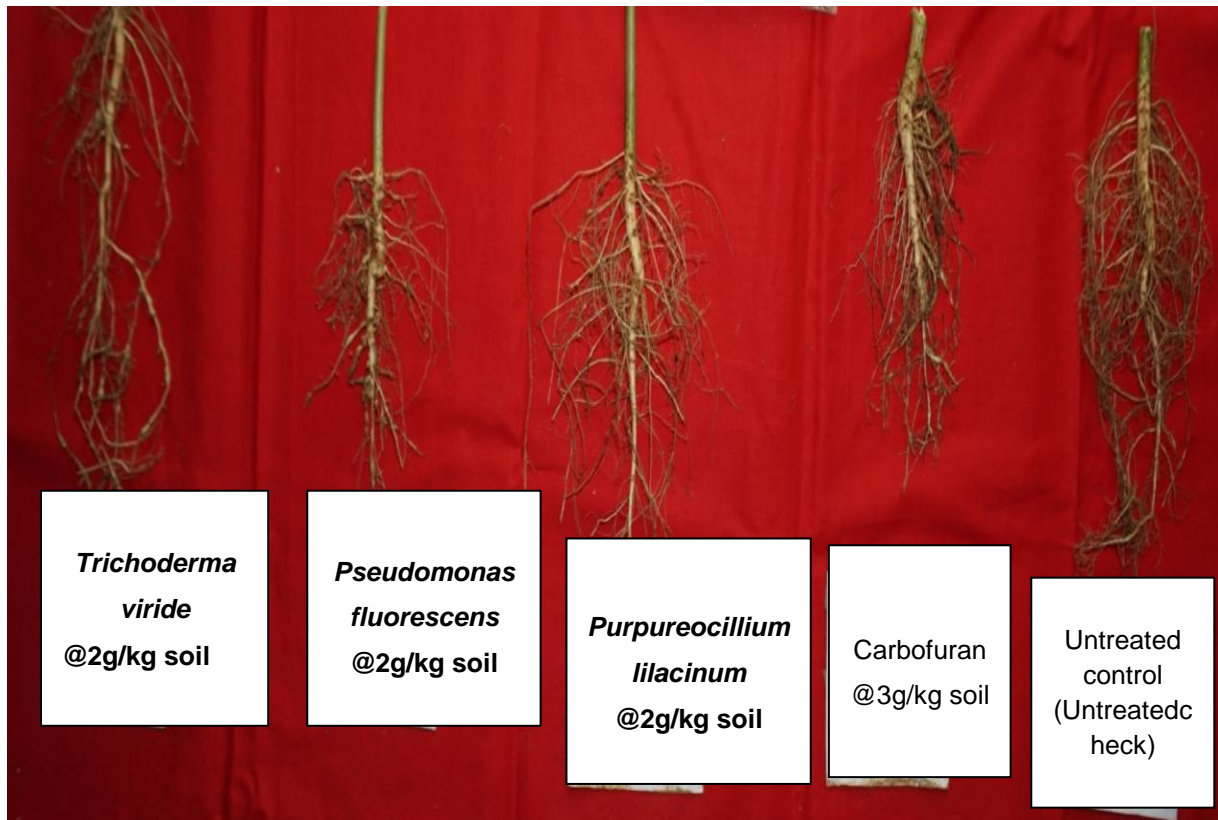 Trichoderma
viride
@2g/kg soil
Pseudomonas
fluorescens
@2g/kg soil
Purpureocillium
lilacinum
@2g/kg soil
Carbofuran
@3g/kg soil
Untreated
control
(Untreatedc
heck)